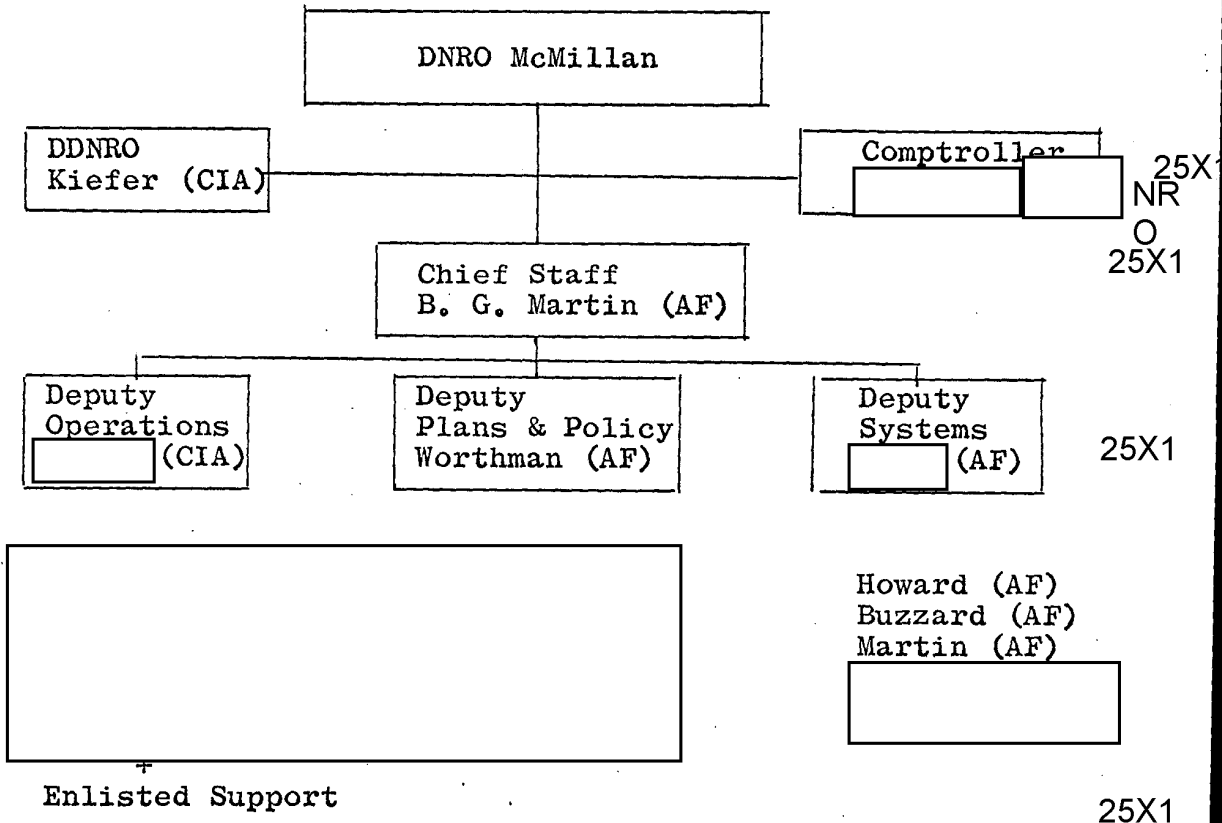 DNRO McMillan
DDNRO
Kiefer (CIA)
Comptroller
25X1
NR
O
25X1
Chief Staff
B. G. Martin (AF)
Deputy
Operations
(CIA)
Deputy
Plans & Policy
Worthman (AF)
Deputy
Systems
(AF)
25X1
Howard (AF)
Buzzard (AF)
Martin (AF)
+
Enlisted Support
25X1